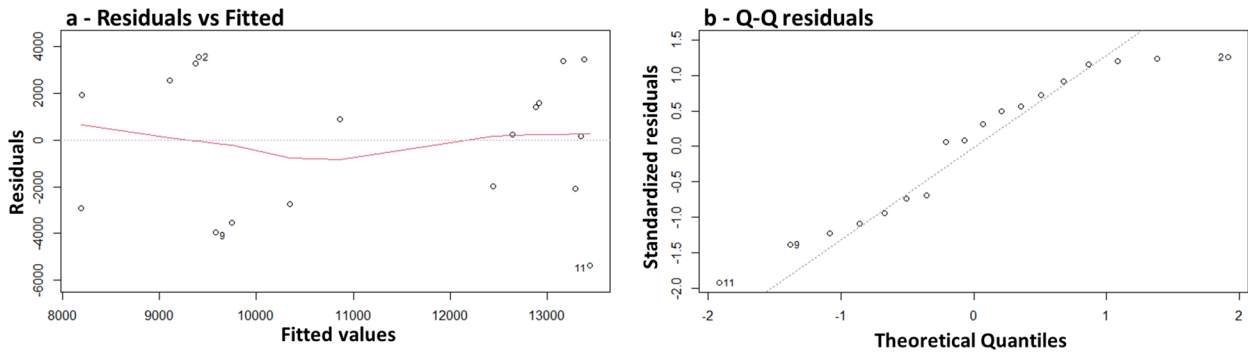 a - Residuals vs Fitted
Residuals
4000
2000
0
-2000
-4000
-6000
2
9
11
8000 9000 10000 11000 12000 13000
Fitted values
b - Q-Q residuals
Standardized residuals
1.5
1.0
0.5
0.0
-0.5
-1.0
-1.5
-2.0
2
9
11
-2 -1 0 1 2
Theoretical Quantiles